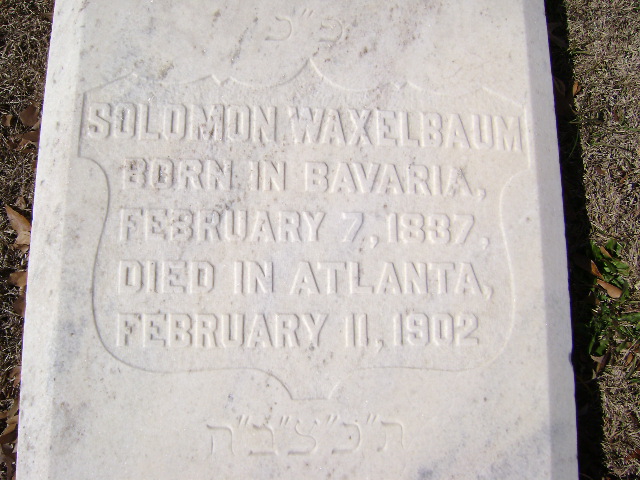 פ"נ
SOLOMON WAXELBAUM
BORN IN BAVARIA,
FEBRUARY 7, 1837,
DIED IN ATLANTA,
FEBRUARY 11, 1902
ת"נ"צ"ב"ה